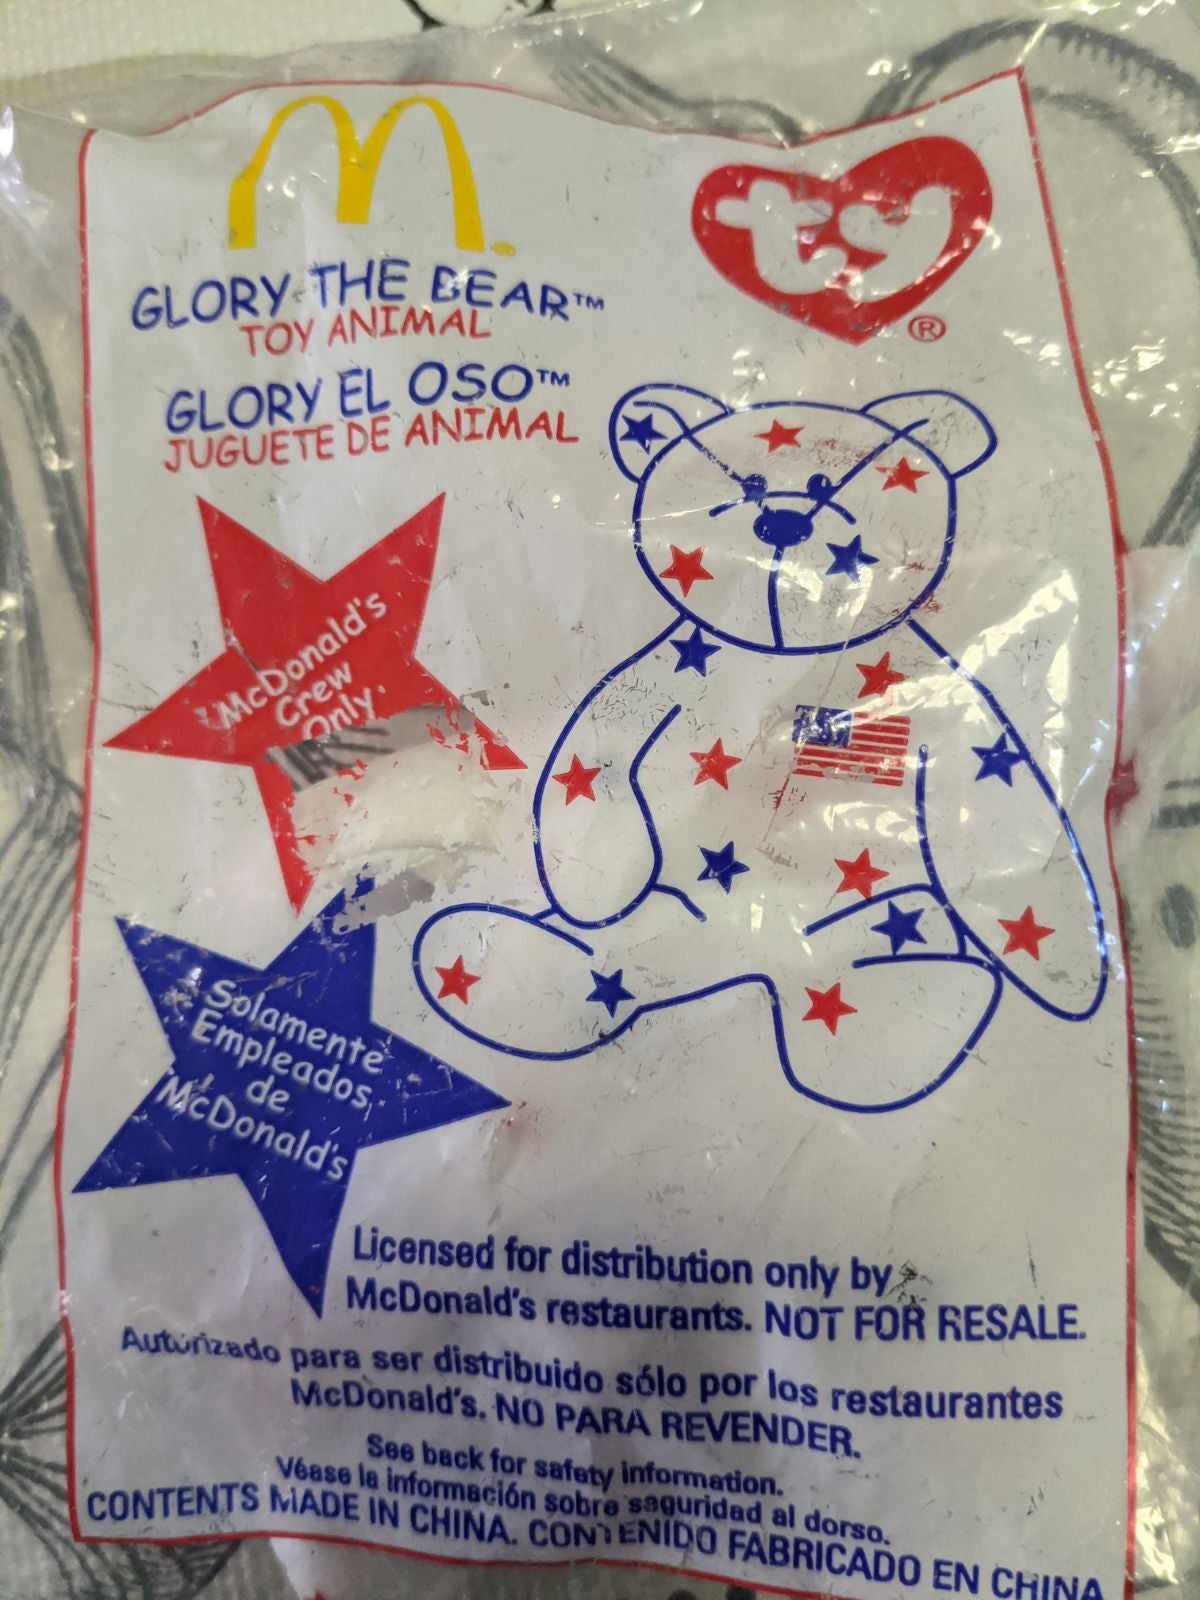 GLORY THE BEAR™
TOY ANIMAL
GLORY EL OSO™
JUGUETE DE ANIMAL
ty®
McDonald's
Crew
Only.
Solamente
Empleados
de
McDonald's
Licensed for distribution only by
McDonald's restaurants. NOT FOR RESALE.
Autorizado para ser distribuido sólo por los restaurantes
McDonald's. NO PARA REVENDER.
See back for safety information.
Véase la información sobre seguridad al dorso.
CONTENTS MADE IN CHINA. CONTENIDO FABRICADO EN CHINA